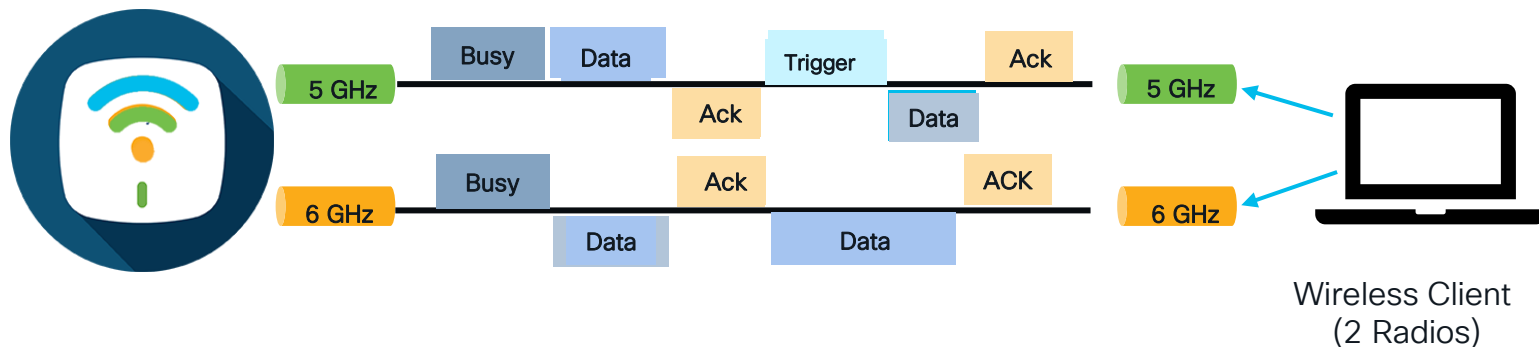 Busy
Data
Trigger
Ack
5 GHz
5 GHz
Ack
Data
Busy
Ack
ACK
6 GHz
6 GHz
Data
Data
Wireless Client
(2 Radios)